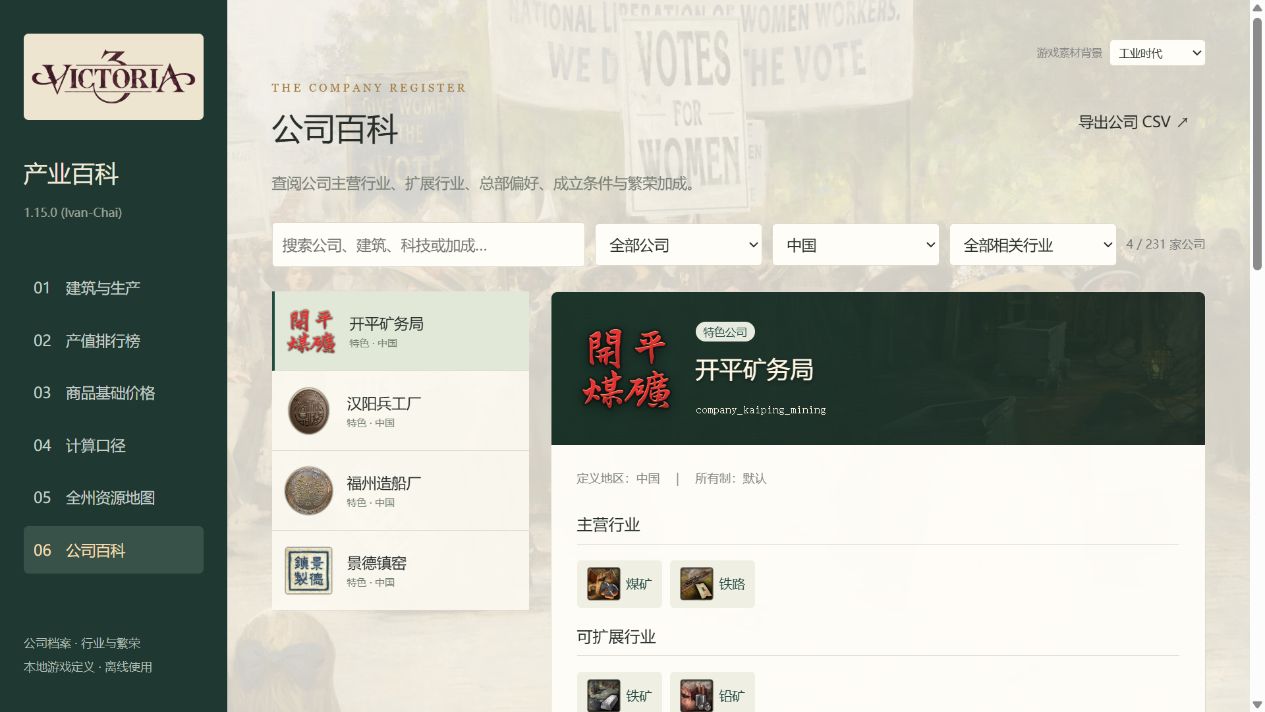 VICTORIA
3
产业百科
1.15.0 (Ivan-Chai)
01 建筑与生产
02 产值排行榜
03 商品基础价格
04 计算口径
05 全州资源地图
06 公司百科
公司档案 · 行业与繁荣
本地游戏定义 · 离线使用
NATIONAL LIBERATION OF WOMEN WORKERS.
WE D
THE VOTE
VOTES
FOR
WOMEN
游戏素材背景 工业时代
THE COMPANY REGISTER
公司百科
导出公司 CSV ↗
查阅公司主营行业、扩展行业、总部偏好、成立条件与繁荣加成。
搜索公司、建筑、科技或加成... 全部公司 中国 全部相关行业 4 / 231 家公司
開平
煤礦
开平矿务局
特色 · 中国
汉阳兵工厂
特色 · 中国
福州造船厂
特色 · 中国
鎮景
製德
景德镇窑
特色 · 中国
開平
煤礦
特色公司
开平矿务局
company_kaiping_mining
定义地区：中国 | 所有制：默认
主营行业
煤矿 铁路
可扩展行业
铁矿 铅矿